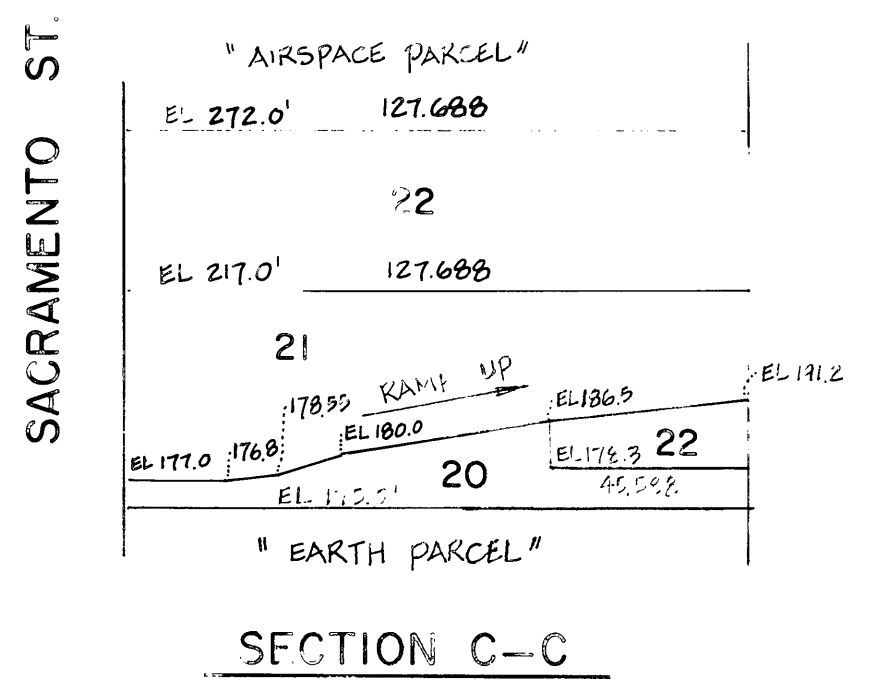 SACRAMENTO ST.
"AIRSPACE PARCEL"
EL 272.0' 127.688
22
EL 217.0' 127.688
21
RAMP UP
EL 191.2
178.55
EL 186.5
EL 180.0
176.8
EL 177.0
EL 178.3 22
20
EL
"EARTH PARCEL"
SECTION C-C